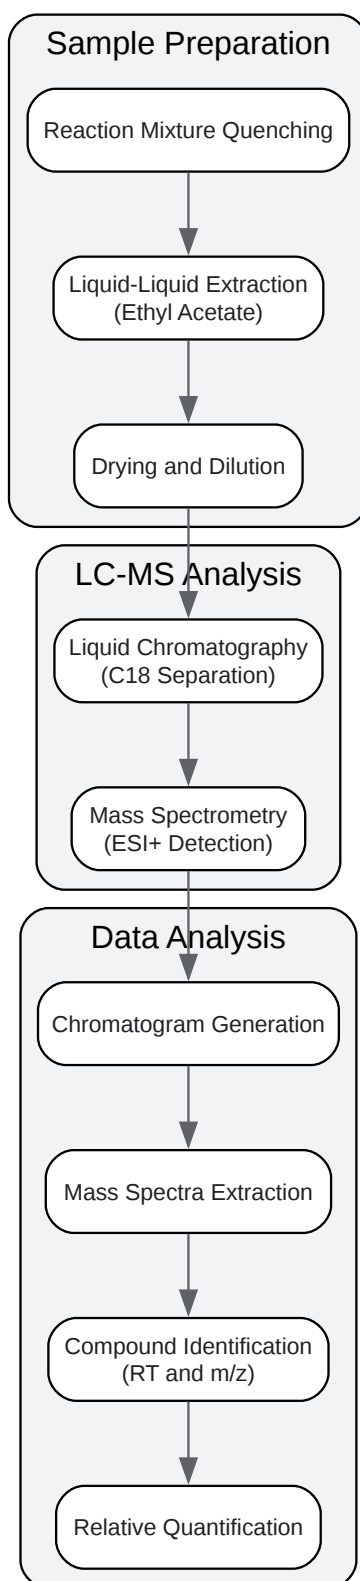 Sample Preparation
Reaction Mixture Quenching
Liquid-Liquid Extraction
(Ethyl Acetate)
Drying and Dilution
LC-MS Analysis
Liquid Chromatography
(C18 Separation)
Mass Spectrometry
(ESI+ Detection)
Data Analysis
Chromatogram Generation
Mass Spectra Extraction
Compound Identification
(RT and m/z)
Relative Quantification